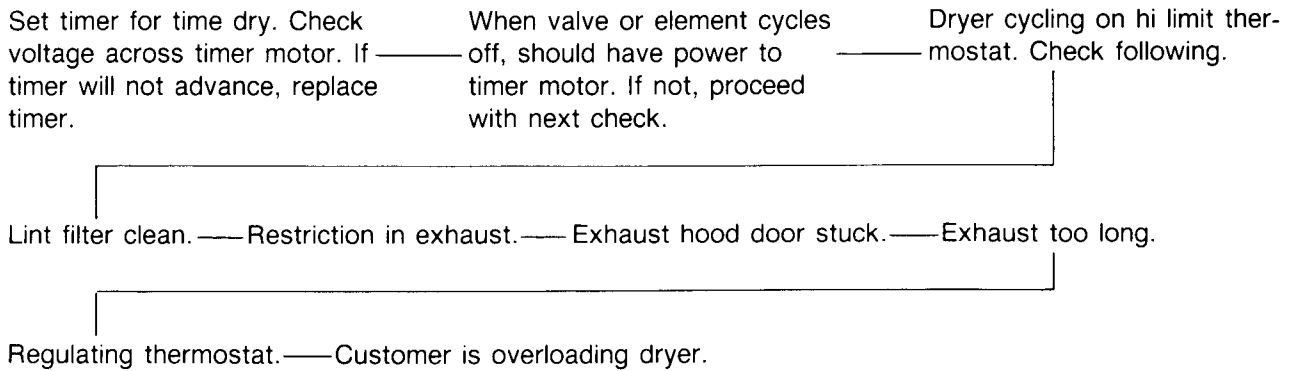 Set timer for time dry. Check
voltage across timer motor. If
timer will not advance, replace
timer.
When valve or element cycles
off, should have power to
timer motor. If not, proceed
with next check.
Dryer cycling on hi limit ther-
mostat. Check following.
Lint filter clean. Restriction in exhaust. Exhaust hood door stuck. Exhaust too long.
Regulating thermostat. Customer is overloading dryer.